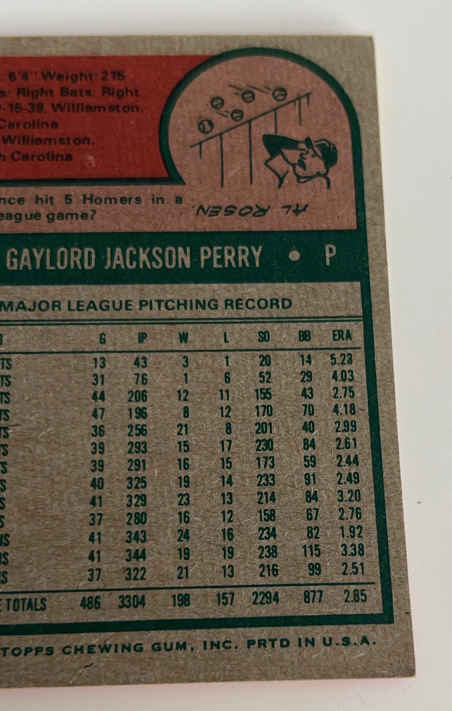 6'4" Weight: 215
Right Bats: Right
-15-38, Williamston,
Carolina
Williamston,
Carolina
nce hit 5 Homers in a
eague game?
AL ROSEN
GAYLORD JACKSON PERRY • P
MAJOR LEAGUE PITCHING RECORD
G IP W L SO BB ERA
TS 13 43 3 1 20 14 5.23
TS 31 76 1 6 52 29 4.03
TS 44 206 12 11 155 43 2.75
TS 47 196 8 12 170 70 4.18
TS 36 256 21 8 201 40 2.99
S 39 293 15 17 230 84 2.61
S 39 291 16 15 173 59 2.44
S 40 325 19 14 233 91 2.49
S 41 329 23 13 214 84 3.20
S 37 280 16 12 158 67 2.76
NS 41 343 24 16 234 82 1.92
NS 41 344 19 19 238 115 3.38
S 37 322 21 13 216 99 2.51
E TOTALS 486 3304 198 157 2294 877 2.85
TOPPS CHEWING GUM, INC. PRTD IN U.S.A.